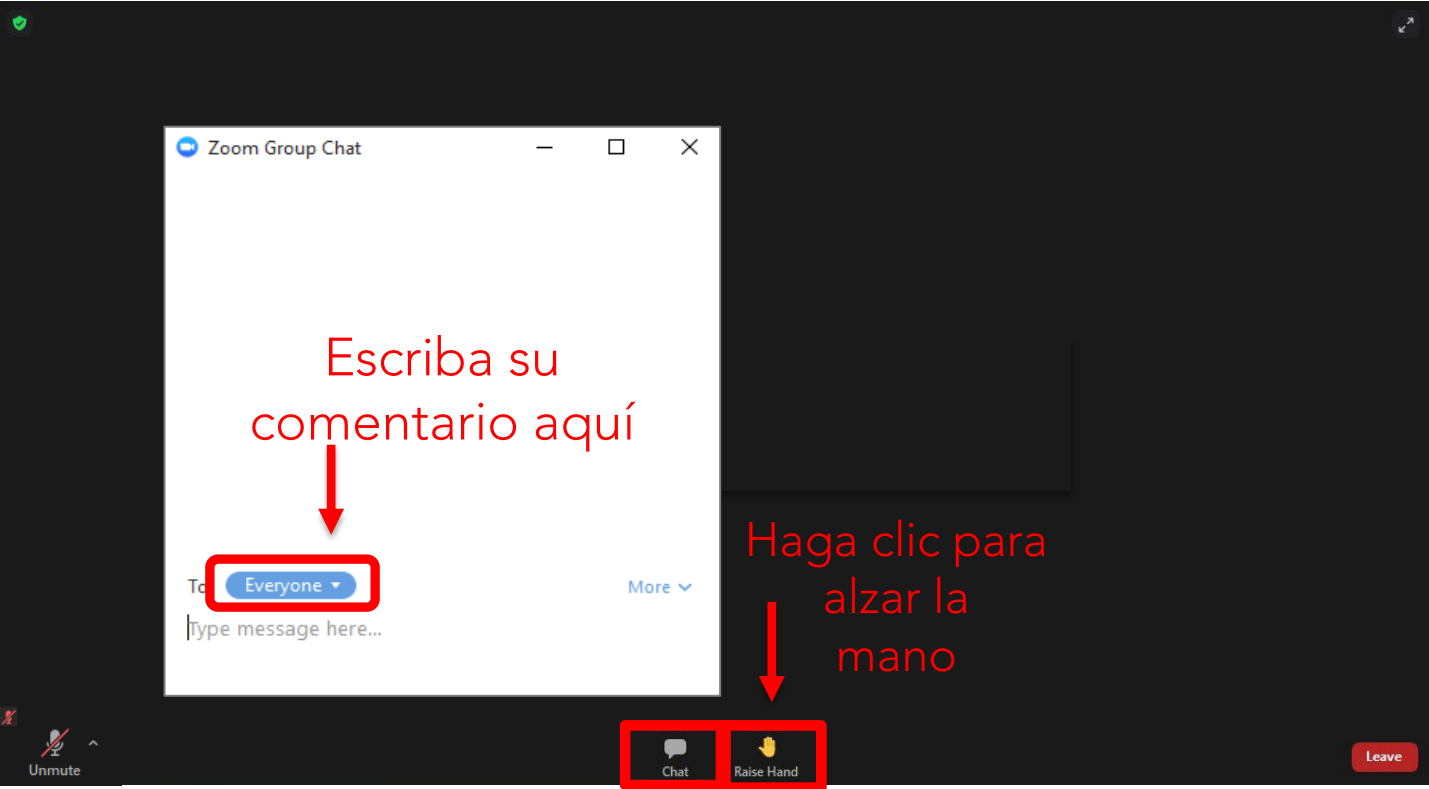 Zoom Group Chat
Escriba su
comentario aquí
To
Everyone
More
Type message here...
Haga clic para
alzar la
mano
Unmute
Chat
Raise Hand
Leave